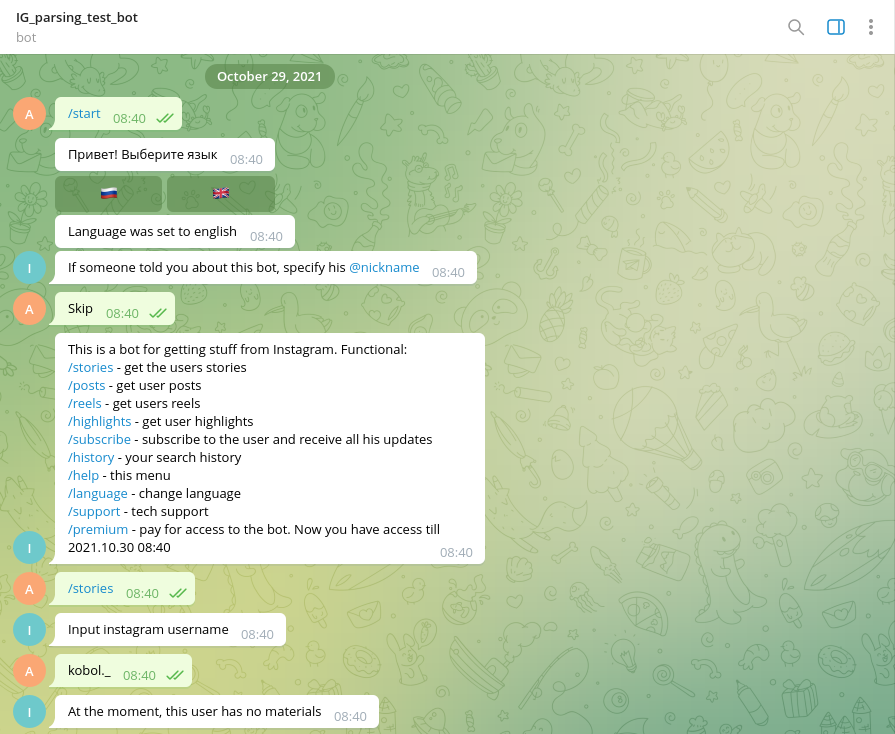 IG_parsing_test_bot
bot
October 29, 2021
A
/start 08:40
Привет! Выберите язык 08:40
Language was set to english 08:40
I
If someone told you about this bot, specify his @nickname 08:40
A
Skip 08:40
This is a bot for getting stuff from Instagram. Functional:
/stories - get the users stories
/posts - get user posts
/reels - get users reels
/highlights - get user highlights
/subscribe - subscribe to the user and receive all his updates
/history - your search history
/help - this menu
/language - change language
/support - tech support
/premium - pay for access to the bot. Now you have access till
2021.10.30 08:40
08:40
I
A
/stories 08:40
I
Input instagram username 08:40
A
kobol._ 08:40
I
At the moment, this user has no materials 08:40